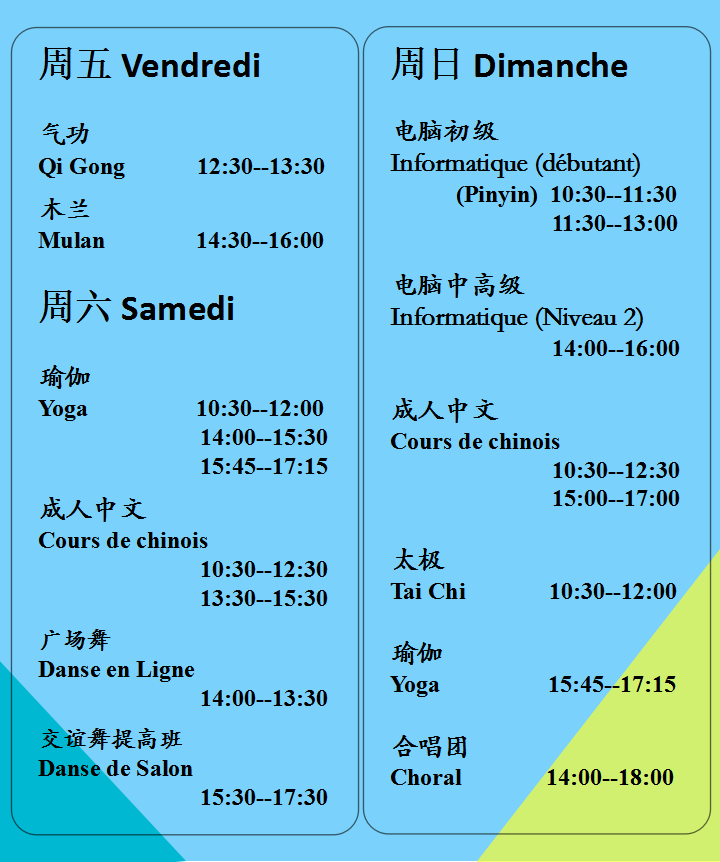 周五 Vendredi
气功
Qi Gong 12:30--13:30
木兰
Mulan 14:30--16:00
周六 Samedi
瑜伽
Yoga 10:30--12:00
14:00--15:30
15:45--17:15
成人中文
Cours de chinois
10:30--12:30
13:30--15:30
广场舞
Danse en Ligne
14:00--13:30
交谊舞提高班
Danse de Salon
15:30--17:30
周日 Dimanche
电脑初级
Informatique (débutant)
(Pinyin) 10:30--11:30
11:30--13:00
电脑中高级
Informatique (Niveau 2)
14:00--16:00
成人中文
Cours de chinois
10:30--12:30
15:00--17:00
太极
Tai Chi 10:30--12:00
瑜伽
Yoga 15:45--17:15
合唱团
Choral 14:00--18:00